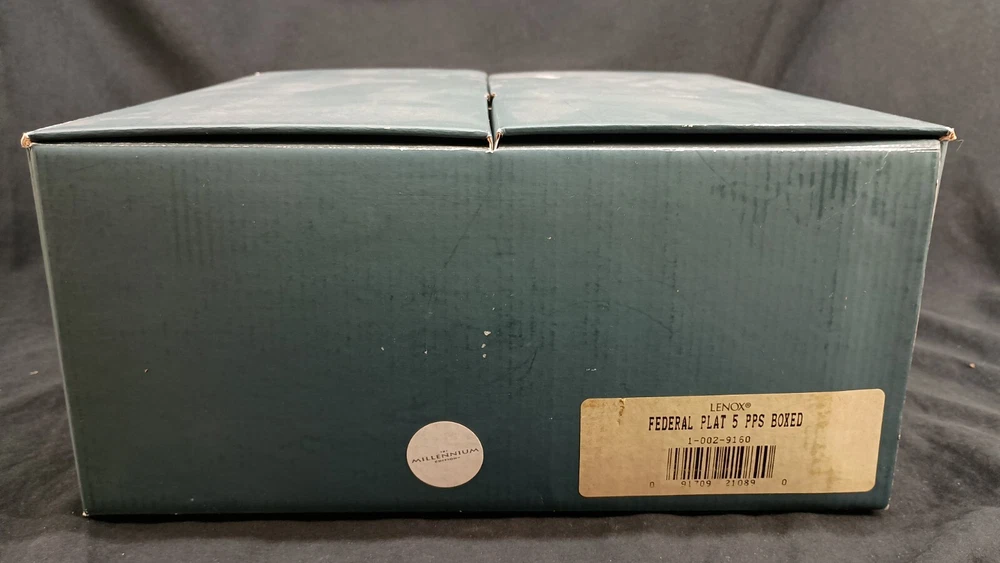 LENOX®
FEDERAL PLAT 5 PPS BOXED
1-002-9160
0 91709 21089 0
MILLENNIUM